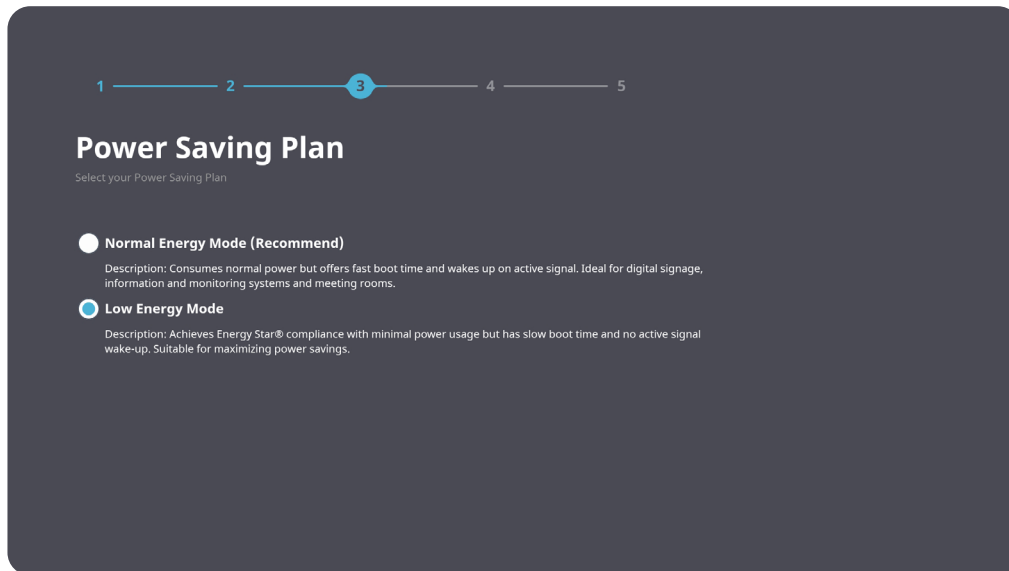 1 2 3 4 5
Power Saving Plan
Select your Power Saving Plan
Normal Energy Mode (Recommend)
Description: Consumes normal power but offers fast boot time and wakes up on active signal. Ideal for digital signage,
information and monitoring systems and meeting rooms.
Low Energy Mode
Description: Achieves Energy Star® compliance with minimal power usage but has slow boot time and no active signal
wake-up. Suitable for maximizing power savings.